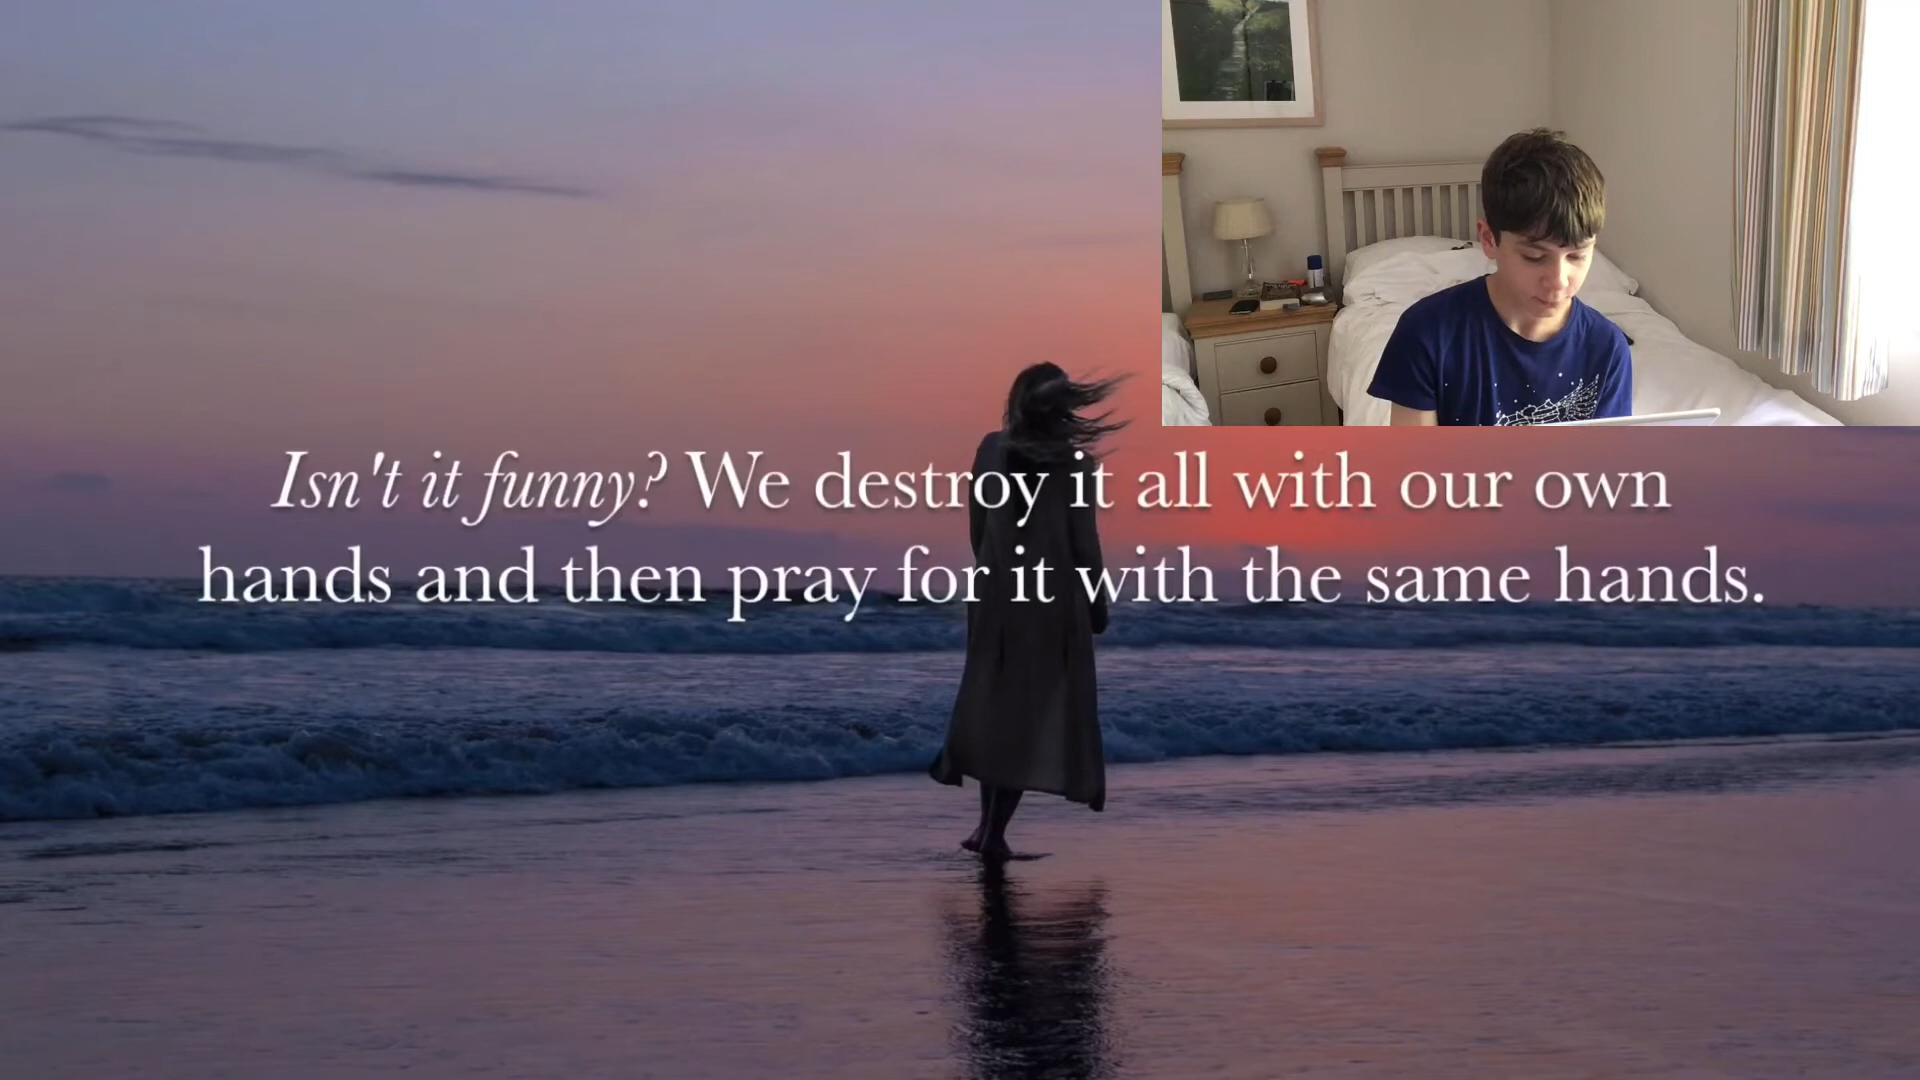 Isn't it funny? We destroy it all with our own
hands and then pray for it with the same hands.